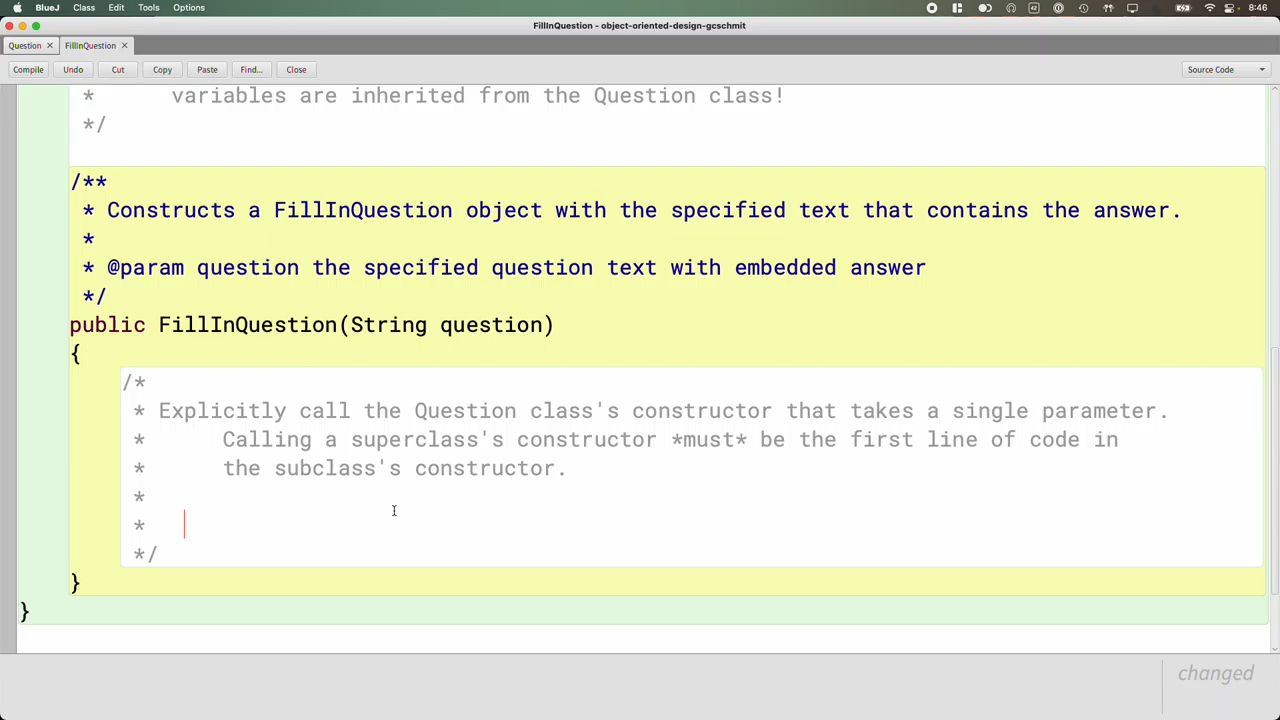 BlueJ Class Edit Tools Options 8:46
FillInQuestion - object-oriented-design-gcschmit
Question × FillInQuestion ×
Compile Undo Cut Copy Paste Find... Close Source Code
* variables are inherited from the Question class!
*/
/**
* Constructs a FillInQuestion object with the specified text that contains the answer.
*
* @param question the specified question text with embedded answer
*/
public FillInQuestion(String question)
{
/*
* Explicitly call the Question class's constructor that takes a single parameter.
* Calling a superclass's constructor *must* be the first line of code in
* the subclass's constructor.
*
*
*/
}
}
changed